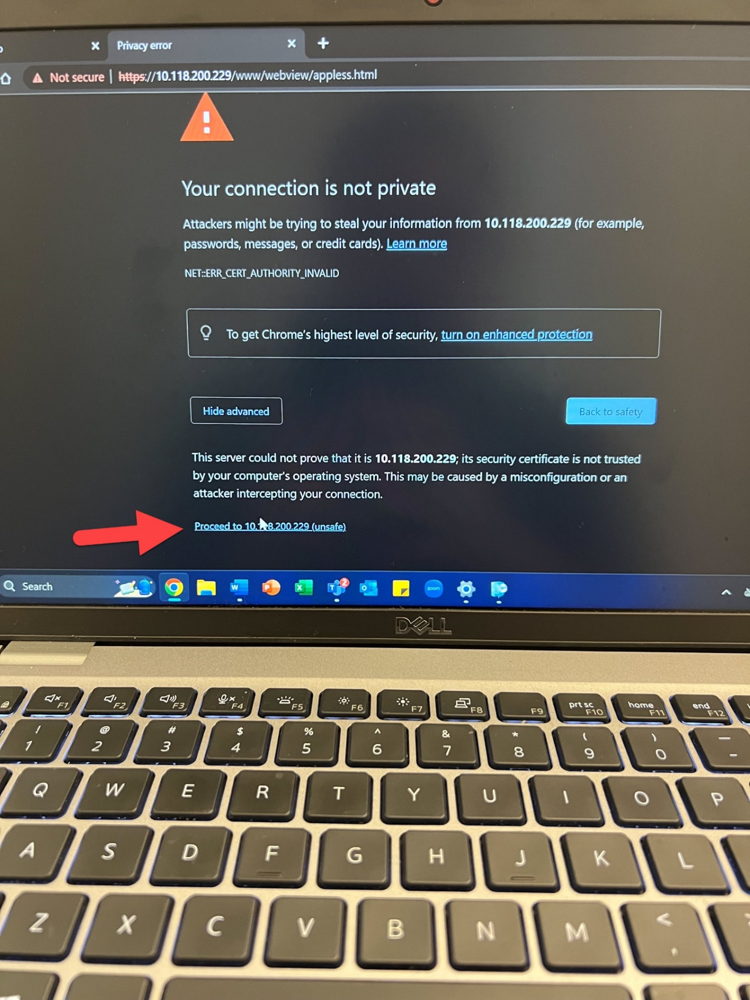 Privacy error
Not secure | https://10.118.200.229/www/webview/appless.html
Your connection is not private
Attackers might be trying to steal your information from 10.118.200.229 (for example,
passwords, messages, or credit cards). Learn more
NET::ERR_CERT_AUTHORITY_INVALID
To get Chrome's highest level of security, turn on enhanced protection
Hide advanced
Back to safety
This server could not prove that it is 10.118.200.229; its security certificate is not trusted
by your computer's operating system. This may be caused by a misconfiguration or an
attacker intercepting your connection.
Proceed to 10.118.200.229 (unsafe)
Search
W P X T 2 O zoom
DELL
F1 F2 F3 F4 F5 F6 F7 F8 F9 prt sc F10 home F11 end F12
! @ # $ % ^ & * ( ) _
1 2 3 4 5 6 7 8 9 0 -
Q W E R T Y U I O P
A S D F G H J K L
Z X C V B N M < ,